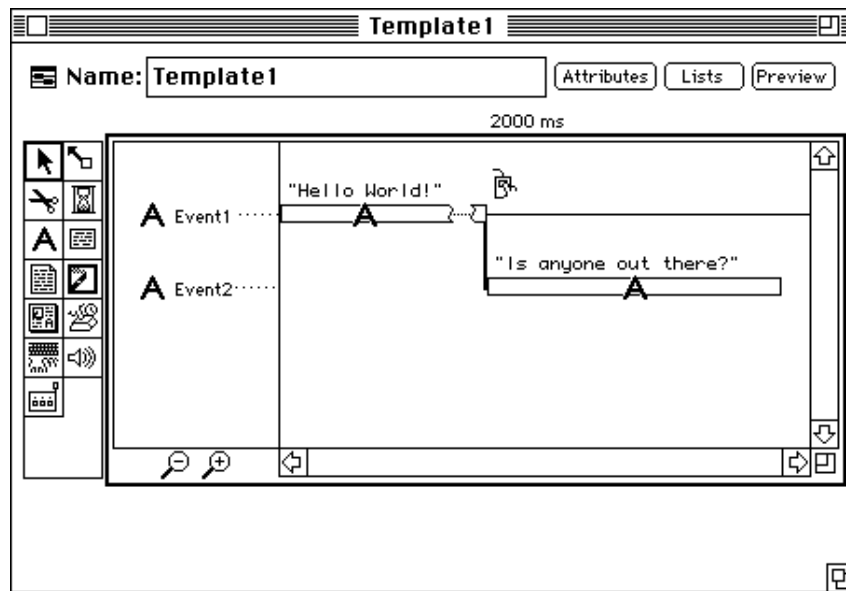 Template1
Name: Template1
Attributes
Lists
Preview
2000 ms
"Hello World!"
A Event1
A
"Is anyone out there?"
A Event2
A
A